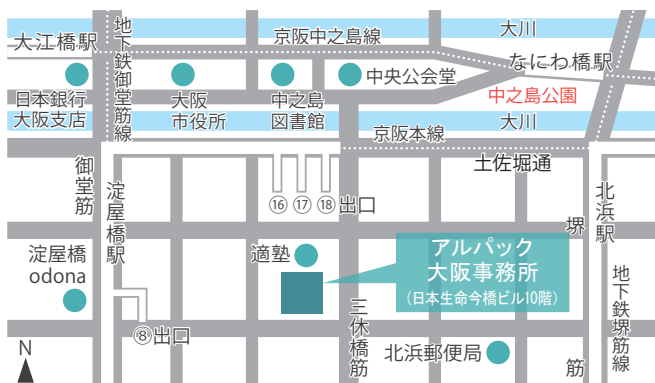 大江橋駅
地下鉄御堂筋線
京阪中之島線
大川
なにわ橋駅
日本銀行
大阪支店
大阪
市役所
中之島
図書館
中央公会堂
中之島公園
京阪本線
大川
土佐堀通
御堂筋
淀屋橋駅
⑯ ⑰ ⑱出口
北浜駅
堺
筋
地下鉄堺筋線
淀屋橋
odona
適塾
アルパック
大阪事務所
(日本生命今橋ビル10階)
⑧出口
三休橋筋
北浜郵便局
N